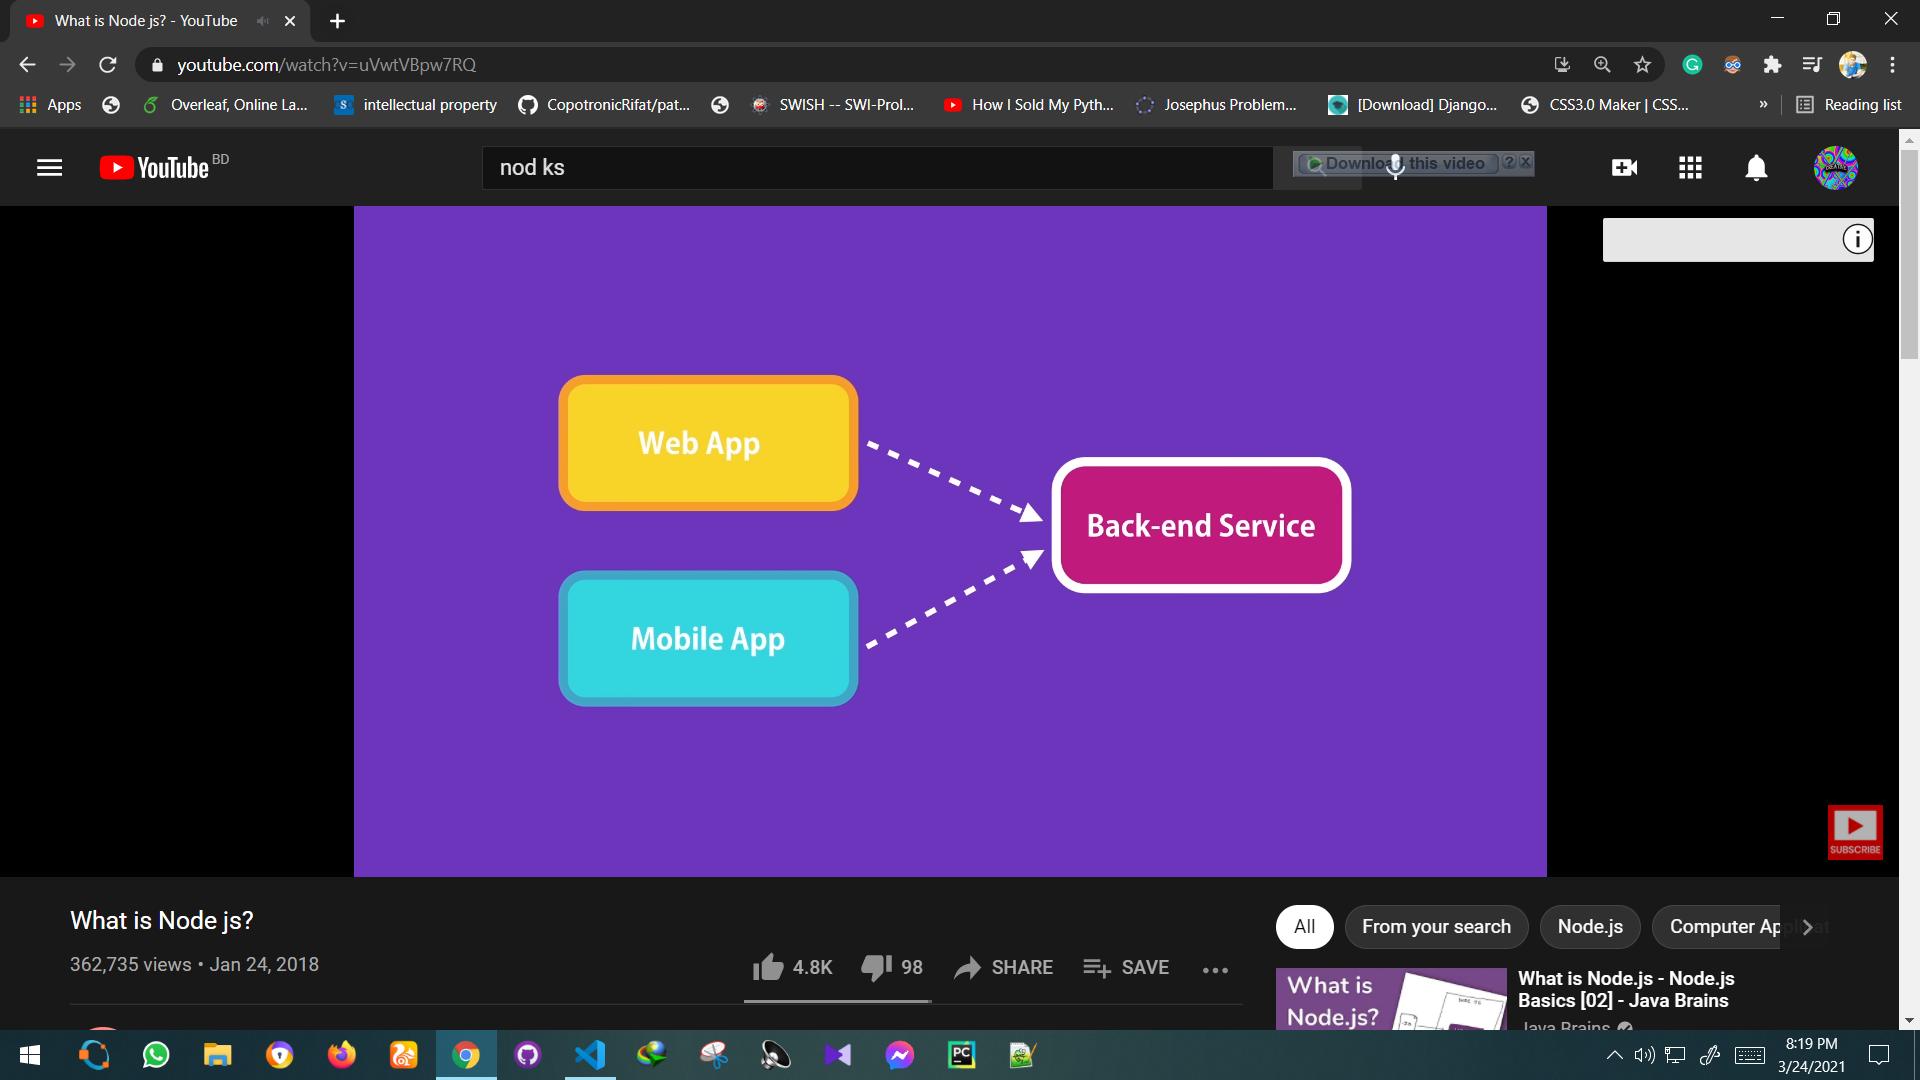 What is Node js? - YouTube
youtube.com/watch?v=uVwtVBpw7RQ
Apps
Overleaf, Online La...
S
intellectual property
CopotronicRifat/pat...
SWISH -- SWI-Prol...
How I Sold My Pyth...
Josephus Problem...
[Download] Django...
CSS3.0 Maker | CSS...
»
Reading list
YouTube BD
nod ks
Download this video
?
Web App
Back-end Service
Mobile App
SUBSCRIBE
What is Node js?
362,735 views • Jan 24, 2018
4.8K
98
SHARE
SAVE
All
From your search
Node.js
Computer Ap
What is
Node.js?
What is Node.js - Node.js
Basics [02] - Java Brains
Java Brains
PC
8:19 PM
3/24/2021